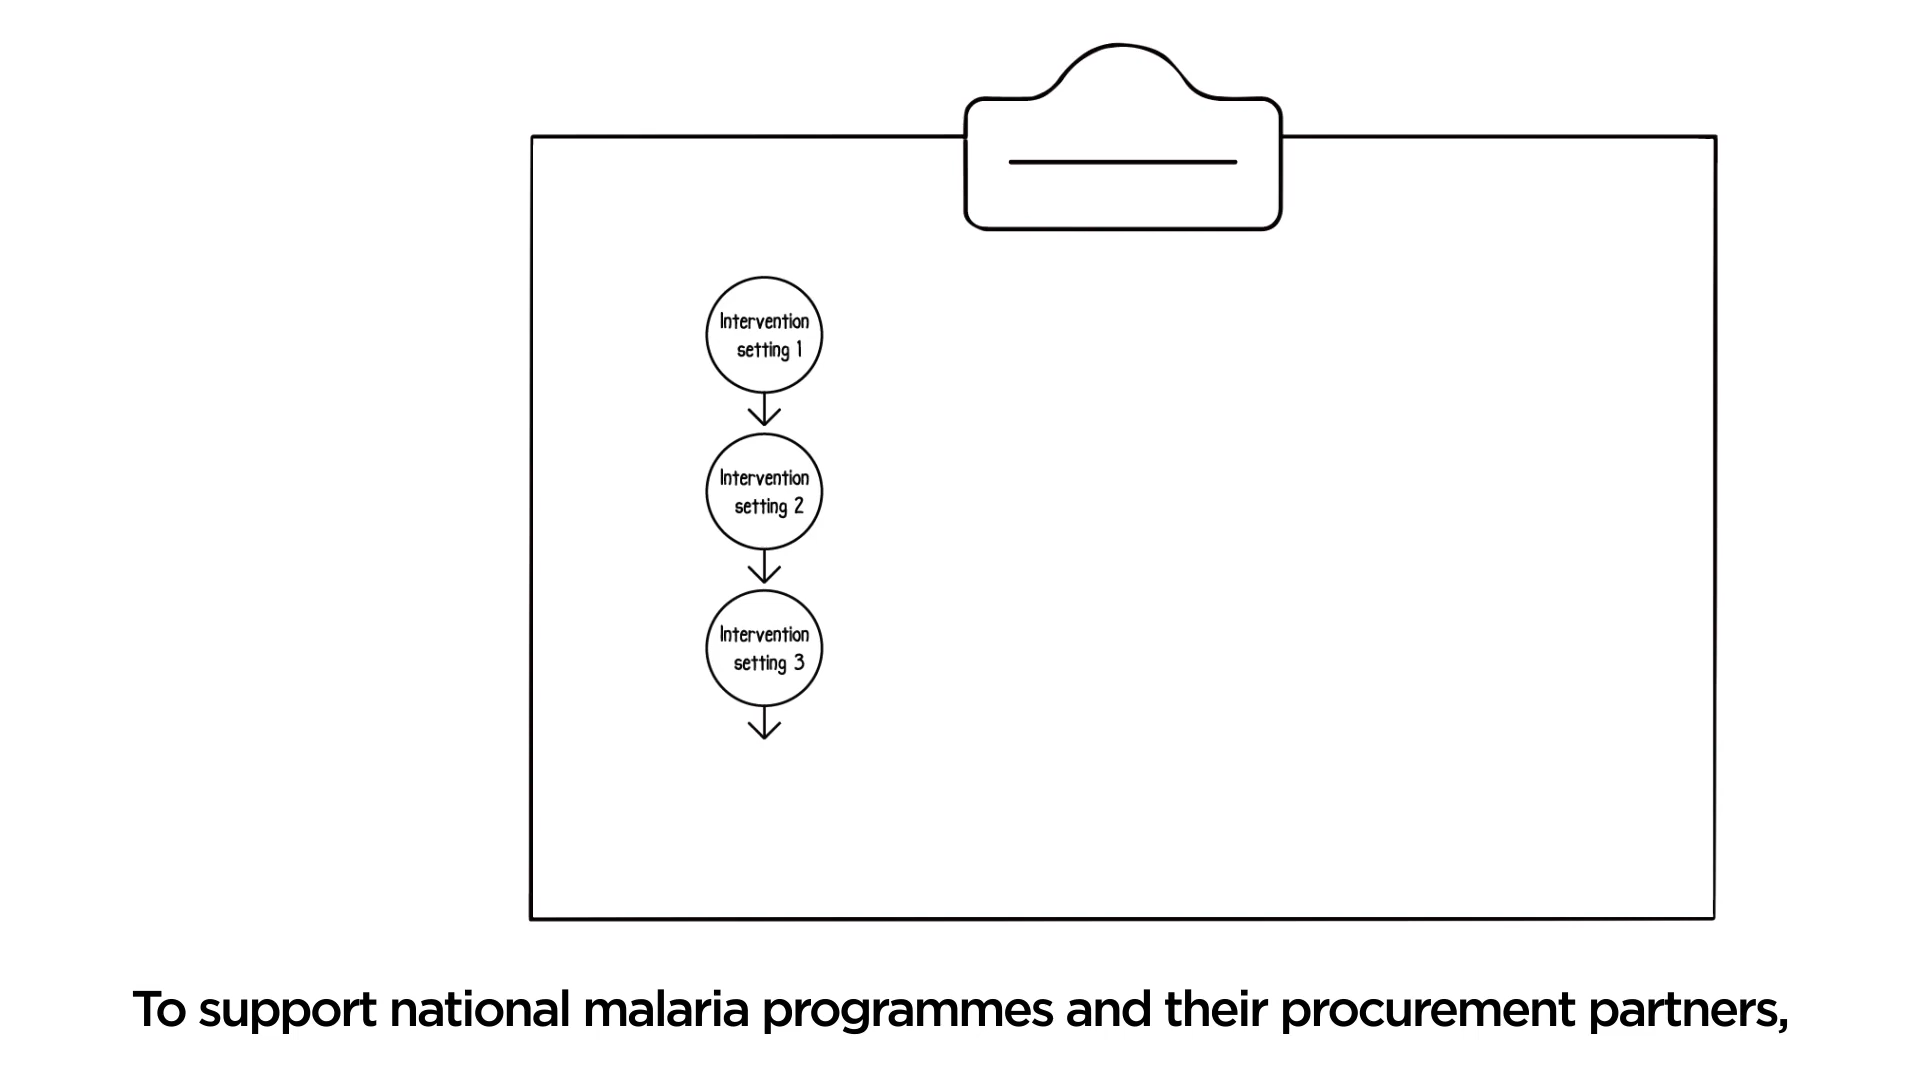 Intervention
setting 1
Intervention
setting 2
Intervention
setting 3
To support national malaria programmes and their procurement partners,